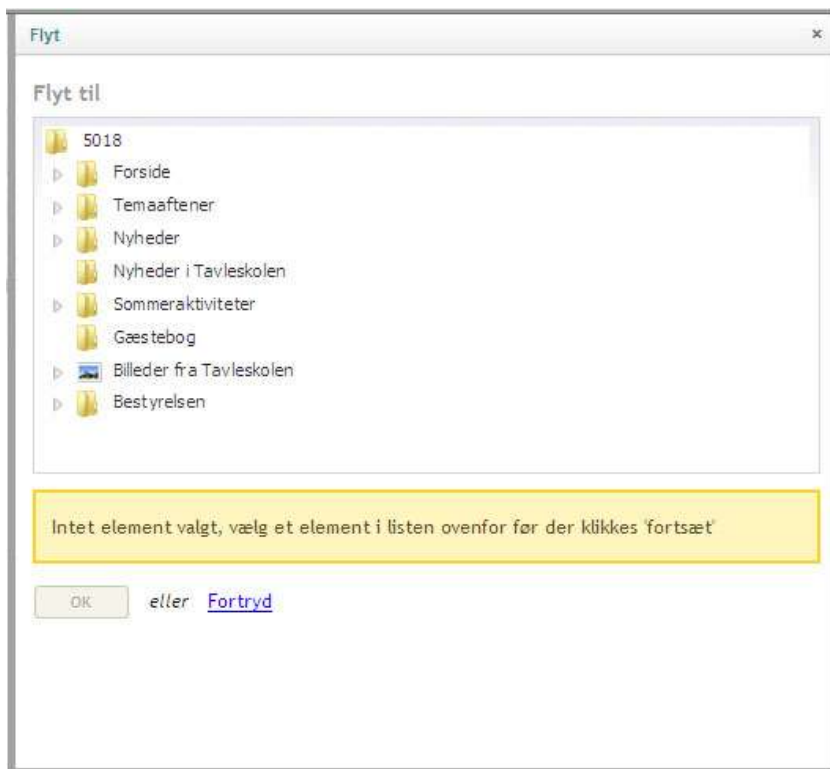 Flyt
×
Flyt til
5018
Forside
Temaaftener
Nyheder
Nyheder i Tavleskolen
Sommeraktiviteter
Gæstebog
Billeder fra Tavleskolen
Bestyrelsen
Intet element valgt, vælg et element i listen ovenfor før der klikkes 'fortsæt'
OK eller Fortryd